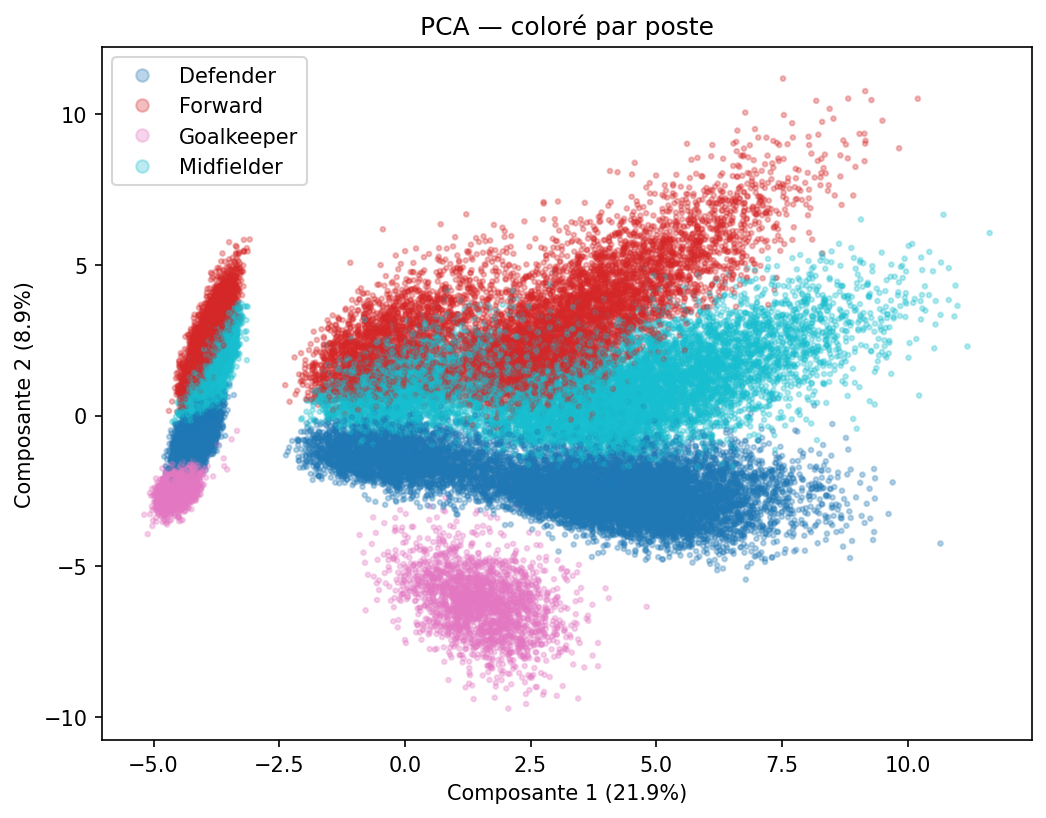 PCA — coloré par poste
Defender
Forward
Goalkeeper
Midfielder
10
5
0
−5
−10
Composante 2 (8.9%)
−5.0 −2.5 0.0 2.5 5.0 7.5 10.0
Composante 1 (21.9%)